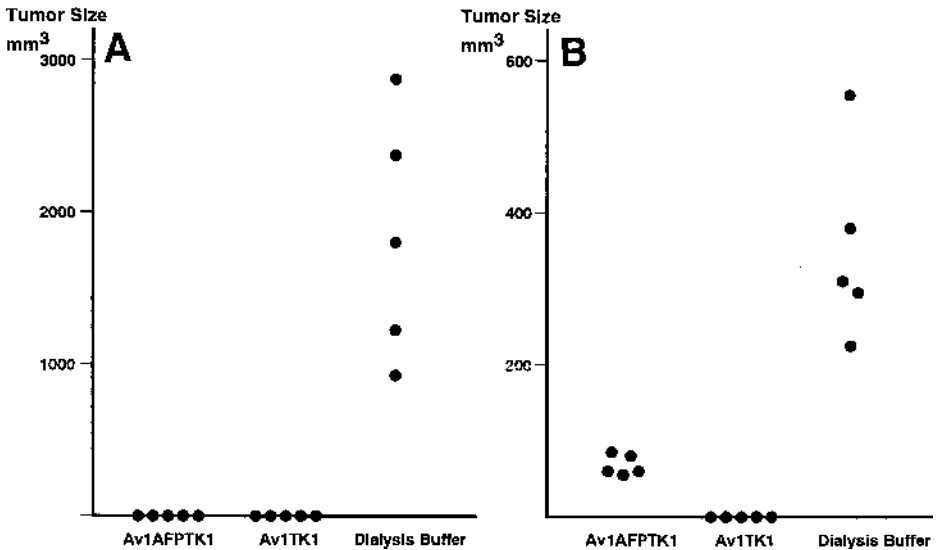 Tumor Size
mm3
A
3000
2000
1000
Av1AFPTK1
Av1TK1
Dialysis Buffer
Tumor Size
mm3
B
600
400
200
Av1AFPTK1
Av1TK1
Dialysis Buffer